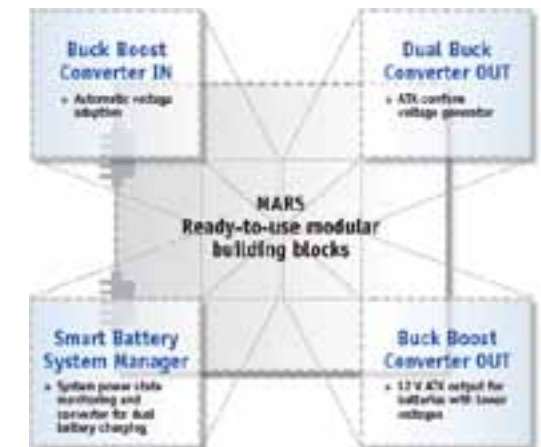 Buck Boost
Converter IN
» Automatic voltage
adaption
Dual Buck
Converter OUT
» ATX confirm
voltage generator
MARS
Ready-to-use modular
building blocks
Smart Battery
System Manager
» System power state
monitoring and
convertor for dual
battery charging
Buck Boost
Converter OUT
» 12 V ATX output for
batteries with lower
voltages